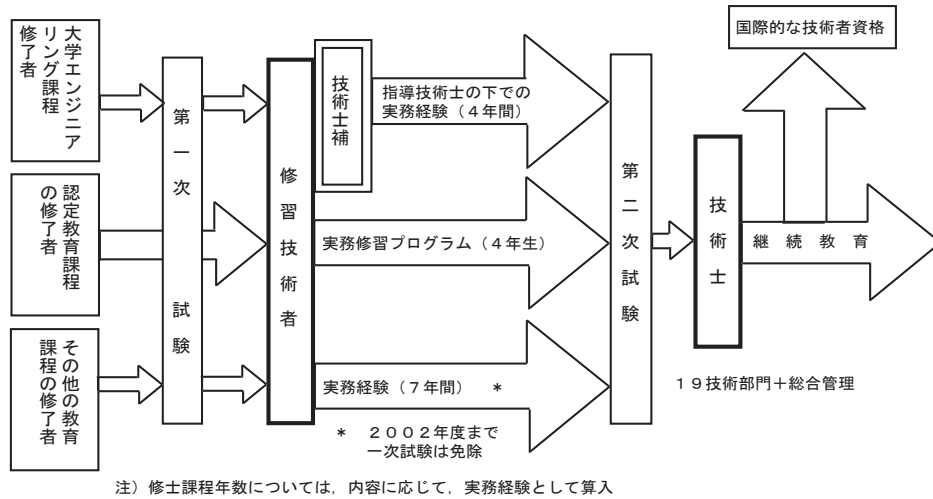 大学エンジニア
リング課程
修了者
認定教育課程
の修了者
その他の教育
課程の修了者
第一次試験
修習技術者
技術士補
指導技術士の下での
実務経験（４年間）
実務修習プログラム（４年生）
実務経験（７年間）　＊
＊　２００２年度まで
一次試験は免除
第二次試験
技術士
継続教育
国際的な技術者資格
１９技術部門＋総合管理
注）修士課程年数については，内容に応じて，実務経験として算入